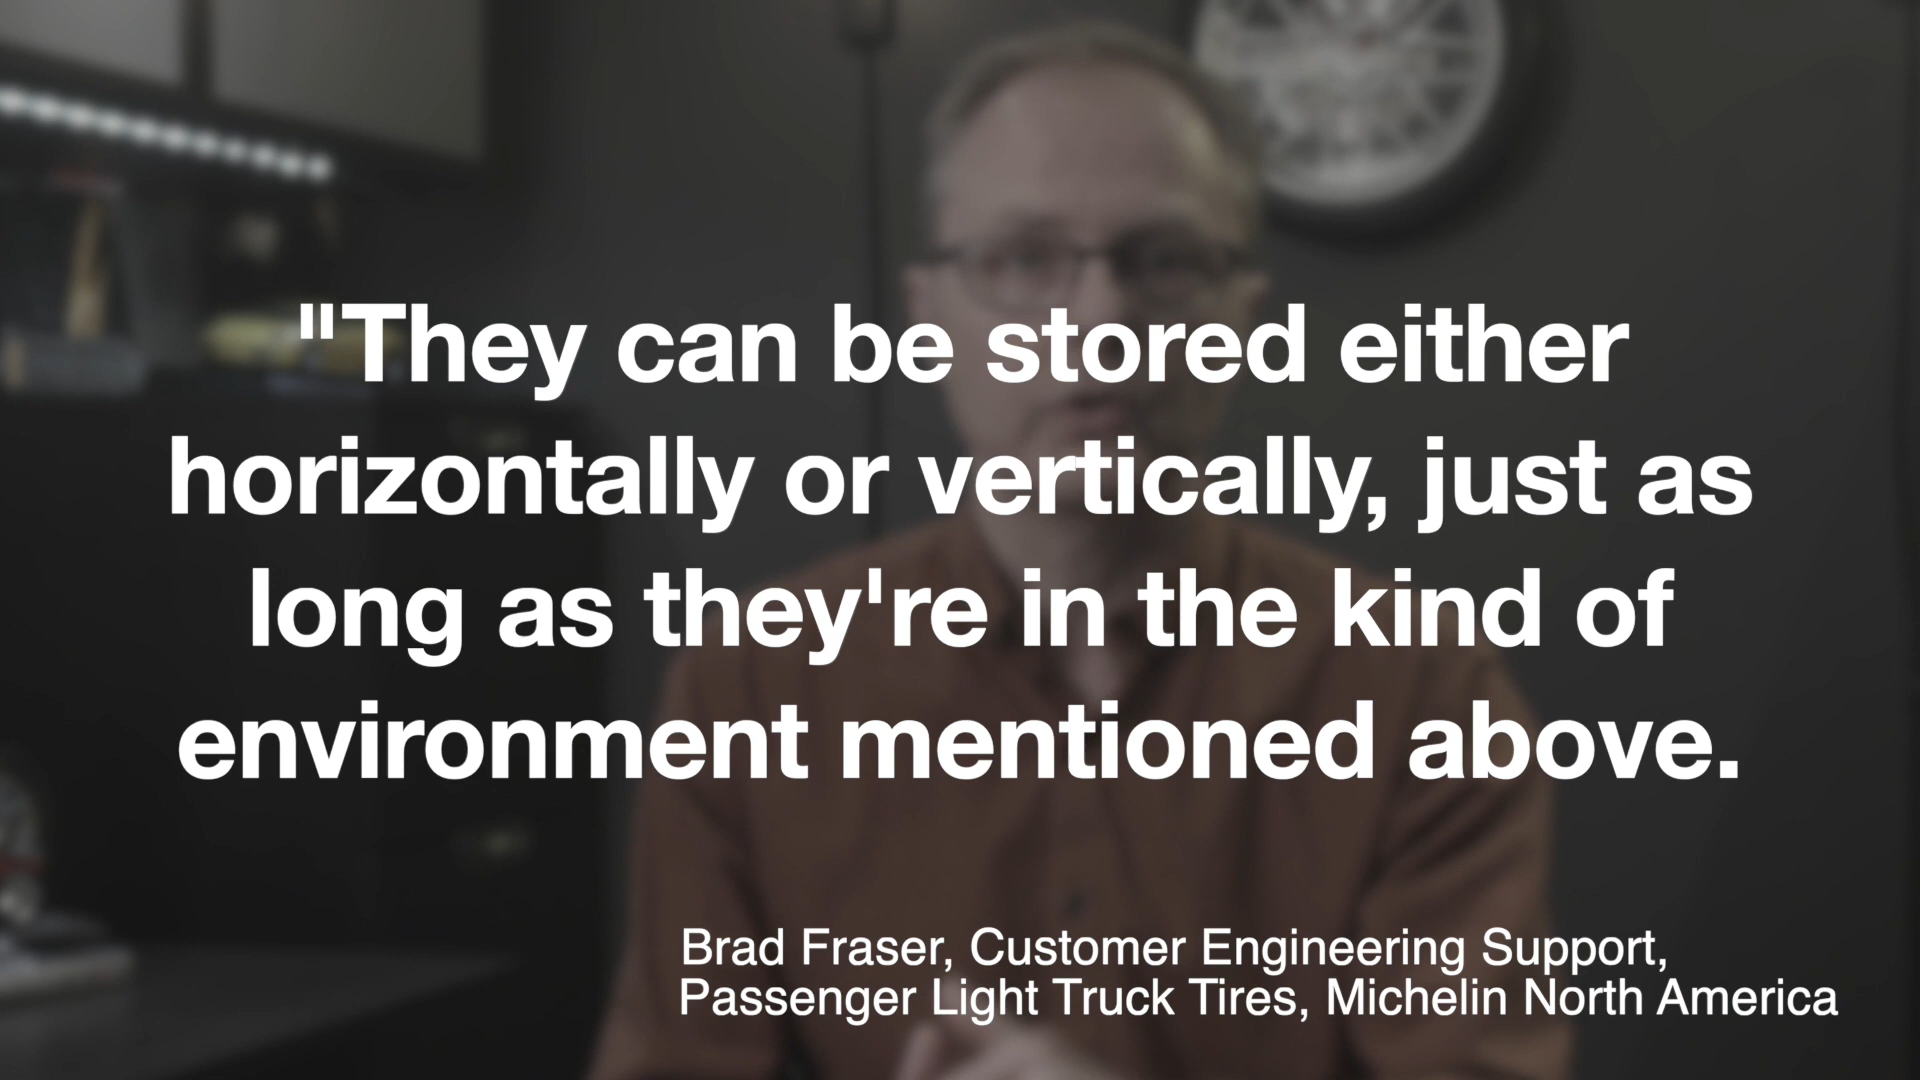 "They can be stored either
horizontally or vertically, just as
long as they're in the kind of
environment mentioned above.
Brad Fraser, Customer Engineering Support,
Passenger Light Truck Tires, Michelin North America